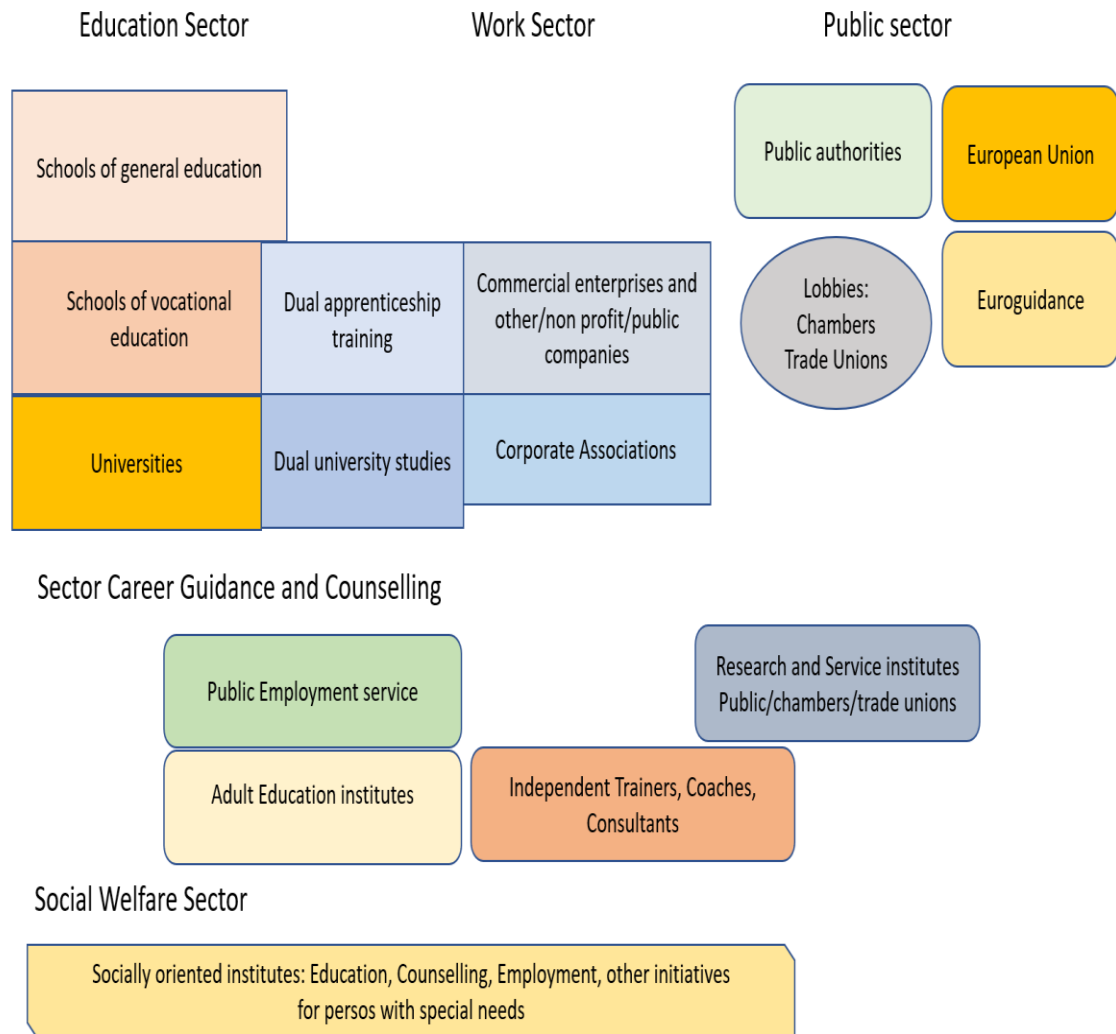 Education Sector
Work Sector
Public sector
Schools of general education
Public authorities
European Union
Schools of vocational
education
Dual apprenticeship
training
Commercial enterprises and
other/non profit/public
companies
Lobbies:
Chambers
Trade Unions
Euroguidance
Universities
Dual university studies
Corporate Associations
Sector Career Guidance and Counselling
Public Employment service
Research and Service institutes
Public/chambers/trade unions
Adult Education institutes
Independent Trainers, Coaches,
Consultants
Social Welfare Sector
Socially oriented institutes: Education, Counselling, Employment, other initiatives
for persos with special needs